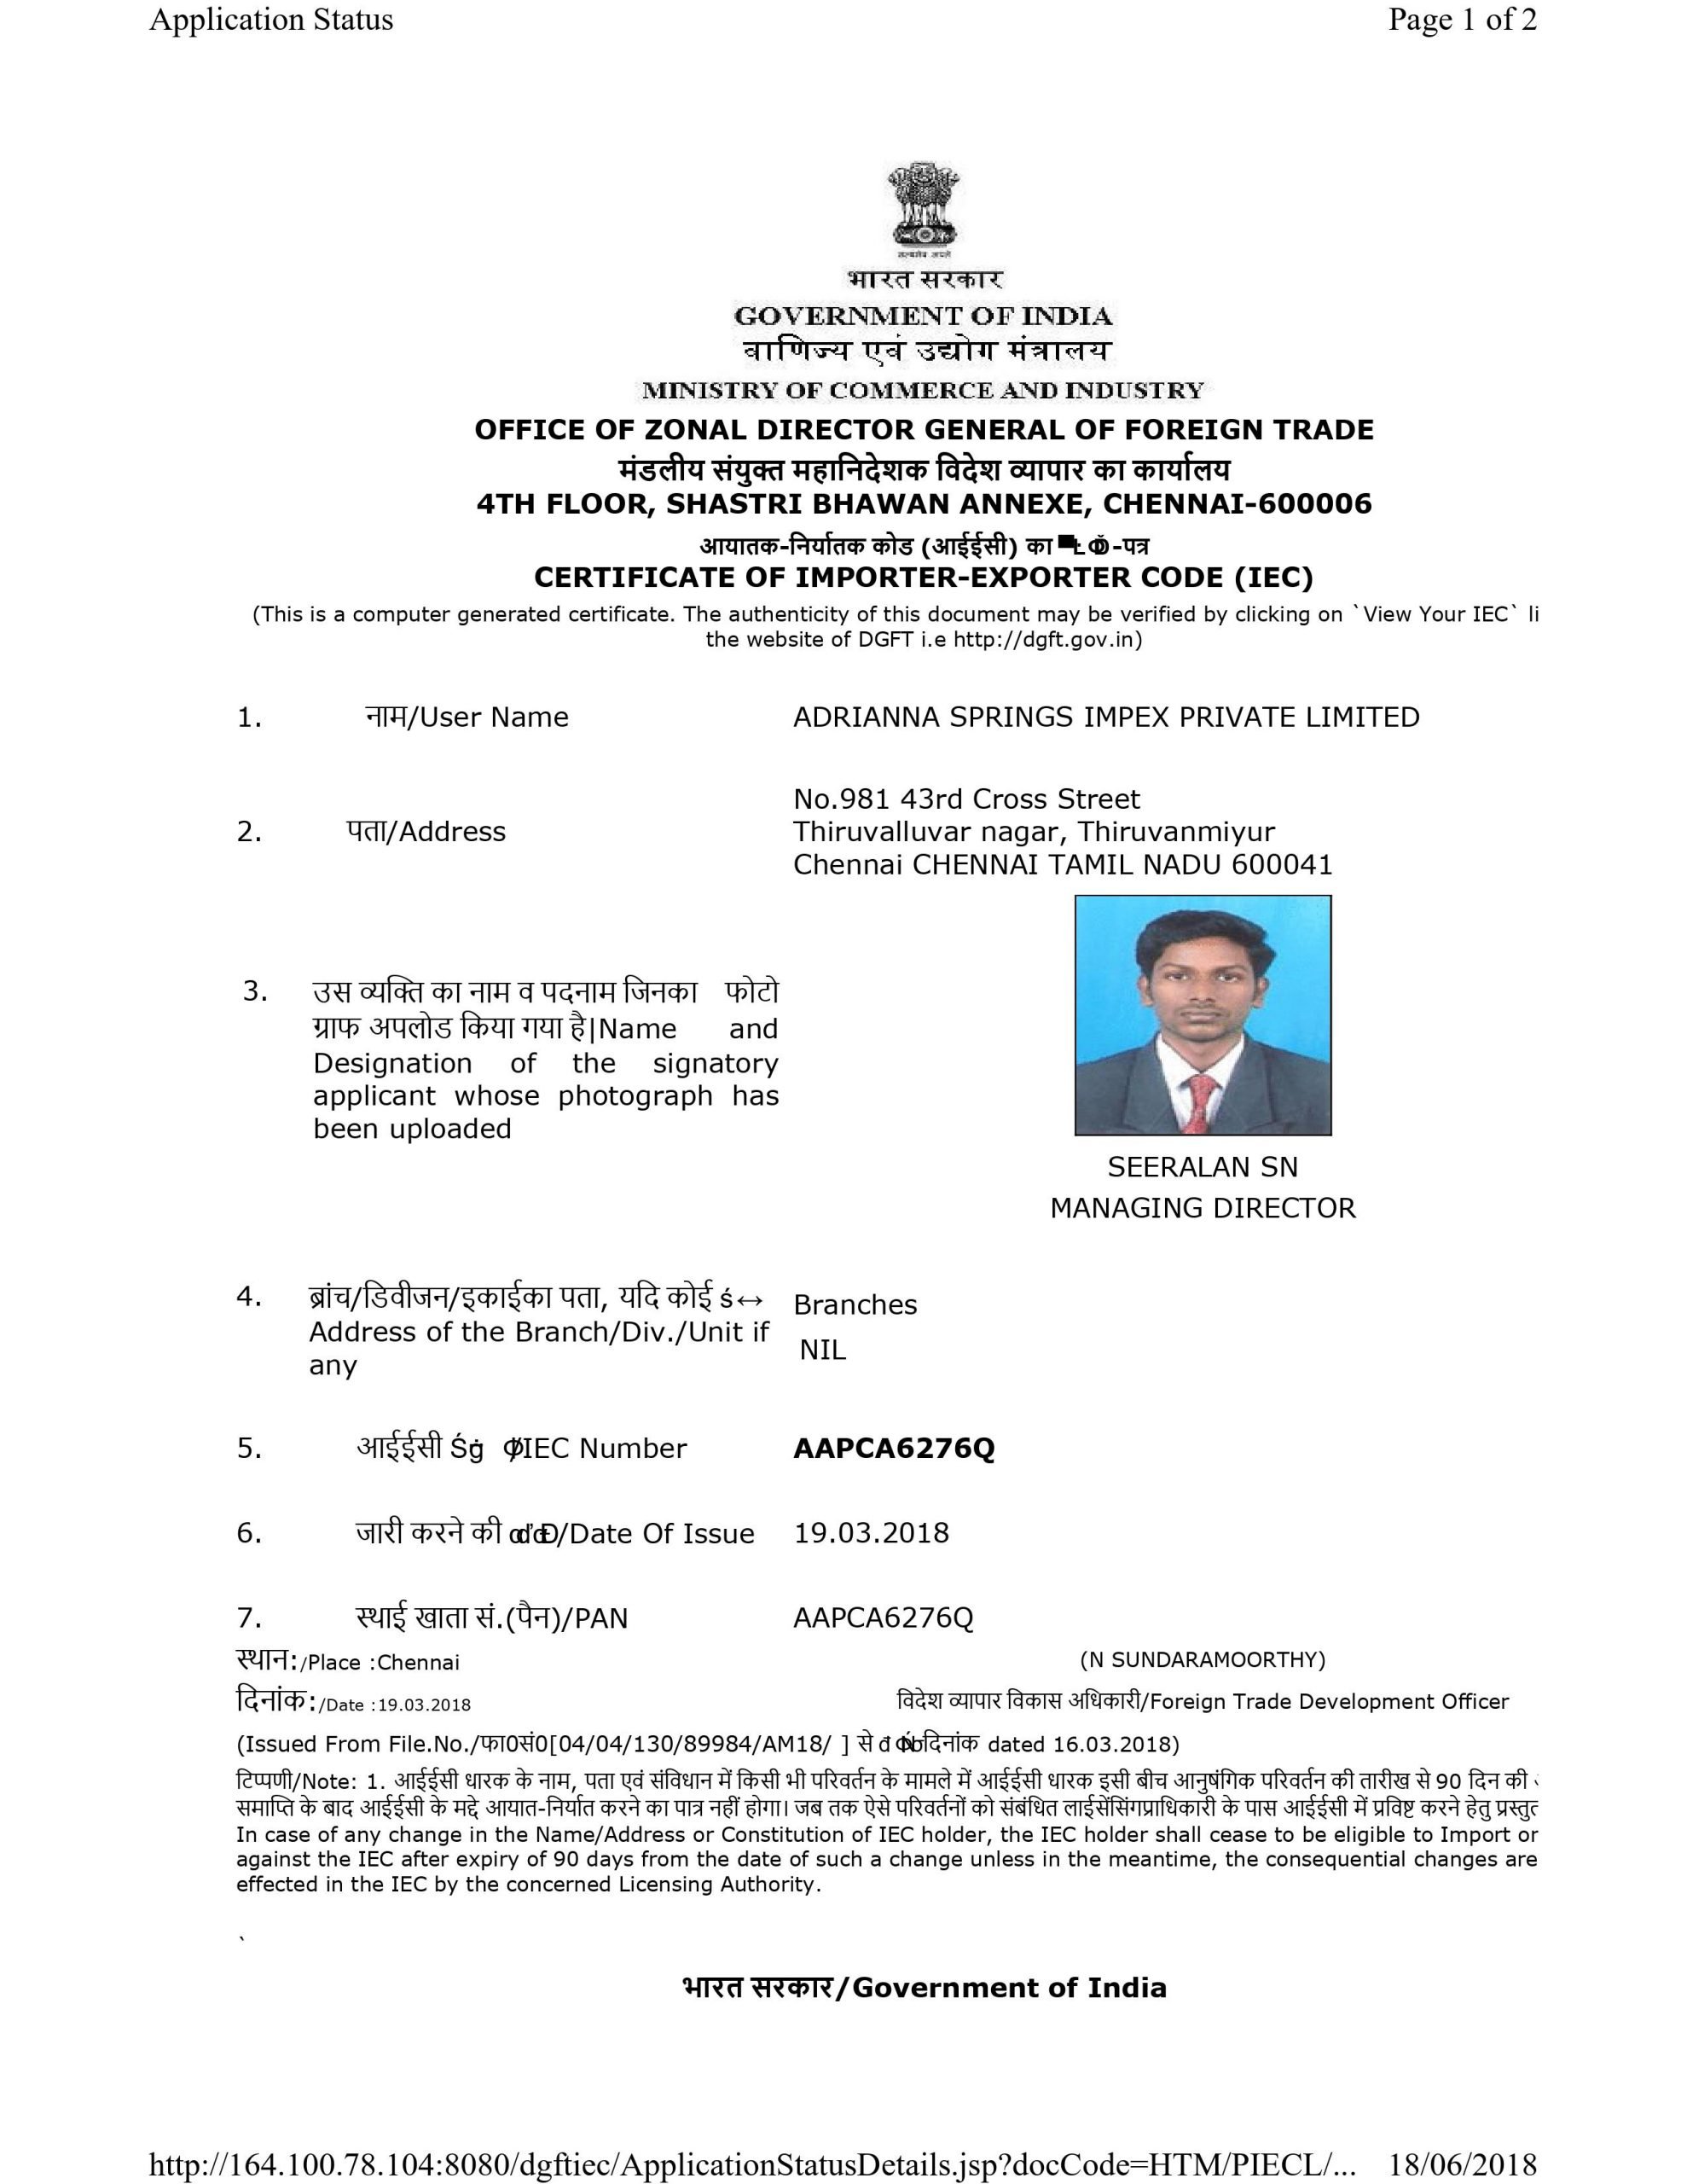 Application Status Page 1 of 2
सत्यमेव जयते
भारत सरकार
GOVERNMENT OF INDIA
वाणिज्य एवं उद्योग मंत्रालय
MINISTRY OF COMMERCE AND INDUSTRY
OFFICE OF ZONAL DIRECTOR GENERAL OF FOREIGN TRADE
मंडलीय संयुक्त महानिदेशक विदेश व्यापार का कार्यालय
4TH FLOOR, SHASTRI BHAWAN ANNEXE, CHENNAI-600006
आयातक-निर्यातक कोड (आईईसी) का -पत्र
CERTIFICATE OF IMPORTER-EXPORTER CODE (IEC)
(This is a computer generated certificate. The authenticity of this document may be verified by clicking on `View Your IEC` li
the website of DGFT i.e http://dgft.gov.in)
1. नाम/User Name ADRIANNA SPRINGS IMPEX PRIVATE LIMITED
No.981 43rd Cross Street
2. पता/Address Thiruvalluvar nagar, Thiruvanmiyur
Chennai CHENNAI TAMIL NADU 600041
3. उस व्यक्ति का नाम व पदनाम जिनका फोटो
ग्राफ अपलोड किया गया है|Name and
Designation of the signatory
applicant whose photograph has
been uploaded
SEERALAN SN
MANAGING DIRECTOR
4. ब्रांच/डिवीजन/इकाईका पता, यदि कोई ś↔ Branches
Address of the Branch/Div./Unit if
any
NIL
5. आईईसी /IEC Number AAPCA6276Q
6. जारी करने की /Date Of Issue 19.03.2018
7. स्थाई खाता सं.(पैन)/PAN AAPCA6276Q
स्थान:/Place :Chennai (N SUNDARAMOORTHY)
दिनांक:/Date :19.03.2018 विदेश व्यापार विकास अधिकारी/Foreign Trade Development Officer
(Issued From File.No./फा0सं0[04/04/130/89984/AM18/ ] से दिनांक dated 16.03.2018)
टिप्पणी/Note: 1. आईईसी धारक के नाम, पता एवं संविधान में किसी भी परिवर्तन के मामले में आईईसी धारक इसी बीच आनुषंगिक परिवर्तन की तारीख से 90 दिन की
समाप्ति के बाद आईईसी के मद्दे आयात-निर्यात करने का पात्र नहीं होगा। जब तक ऐसे परिवर्तनों को संबंधित लाईसेंसिंगप्राधिकारी के पास आईईसी में प्रविष्ट करने हेतु प्रस्तुत
In case of any change in the Name/Address or Constitution of IEC holder, the IEC holder shall cease to be eligible to Import or
against the IEC after expiry of 90 days from the date of such a change unless in the meantime, the consequential changes are
effected in the IEC by the concerned Licensing Authority.
`
भारत सरकार/Government of India
http://164.100.78.104:8080/dgftiec/ApplicationStatusDetails.jsp?docCode=HTM/PIECL/... 18/06/2018